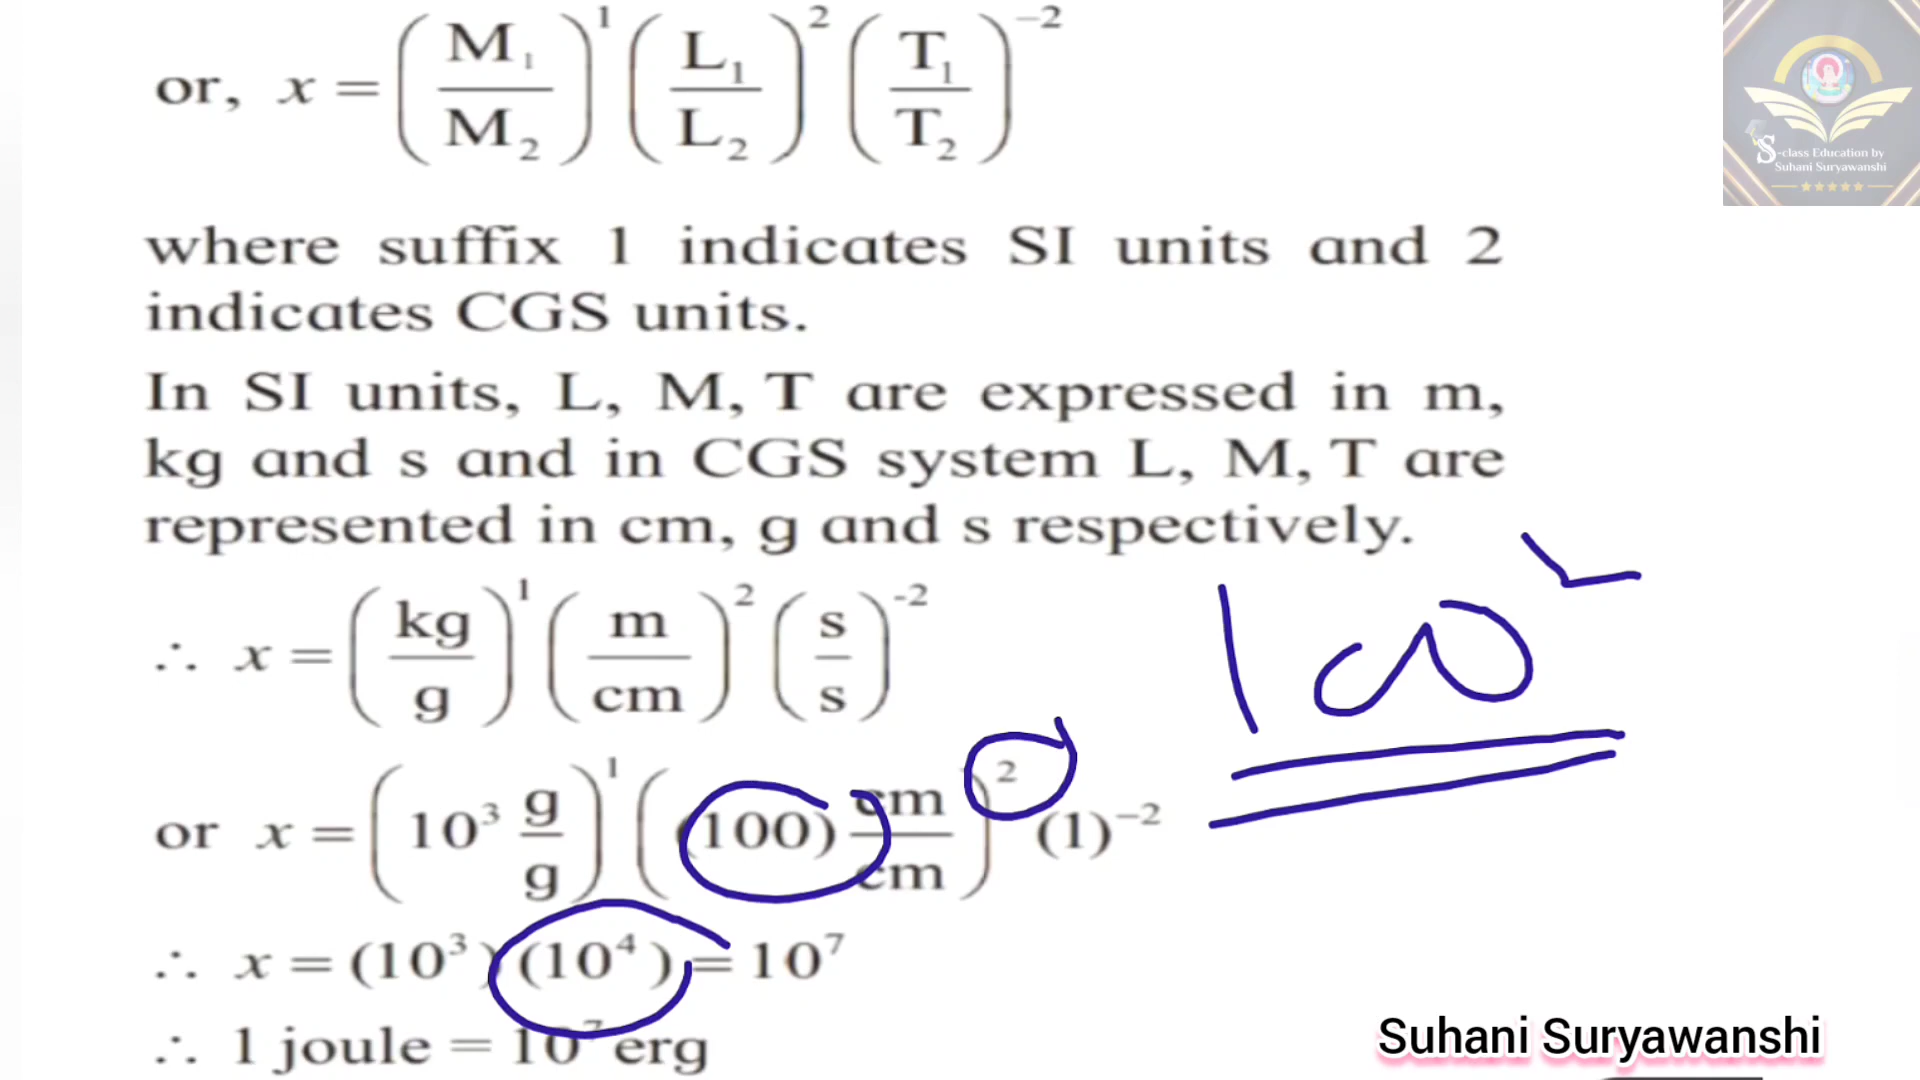 or, x = (M₁/M₂)¹ (L₁/L₂)² (T₁/T₂)⁻²
S-class Education by
Suhani Suryawanshi
where suffix 1 indicates SI units and 2
indicates CGS units.
In SI units, L, M, T are expressed in m,
kg and s and in CGS system L, M, T are
represented in cm, g and s respectively.
∴ x = (kg/g)¹ (m/cm)² (s/s)⁻²
100²
or x = (10³ g/g)¹ ((100) cm/cm)² (1)⁻²
∴ x = (10³) (10⁴) = 10⁷
∴ 1 joule = 10⁷ erg
Suhani Suryawanshi